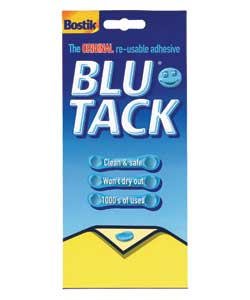 Bostik
The ORIGINAL re-usable adhesive
BLU
TACK
Clean & safe
Won't dry out
1000's of uses